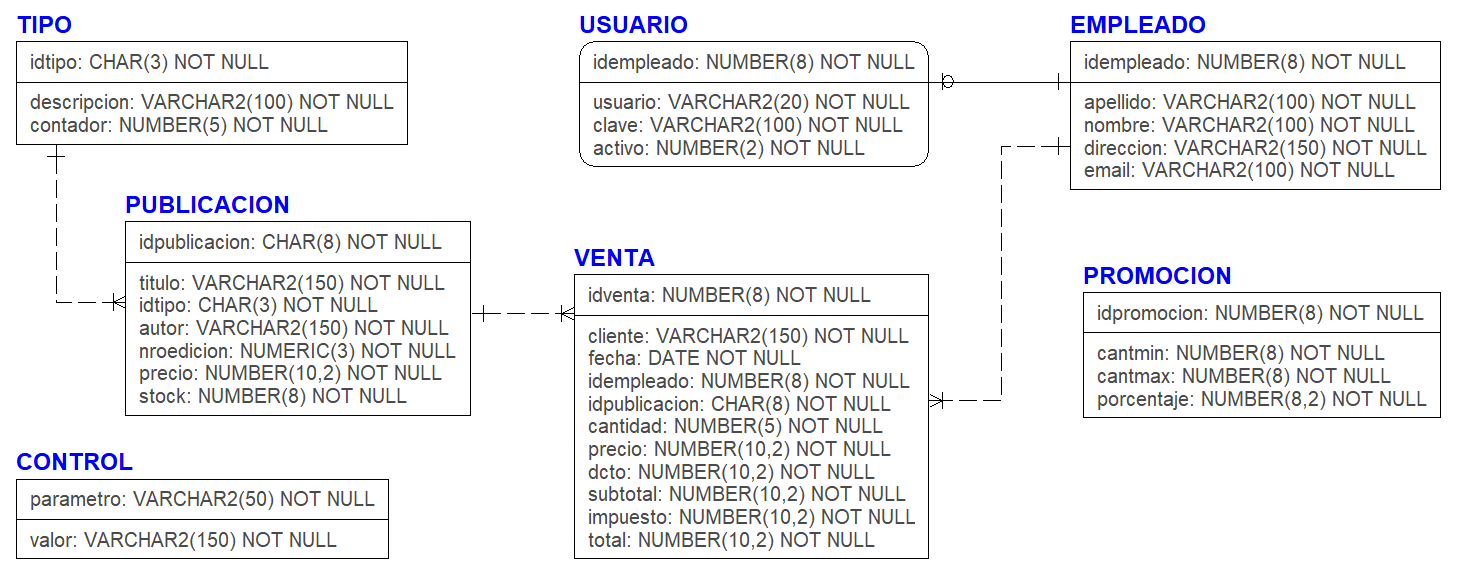 TIPO
idtipo: CHAR(3) NOT NULL
descripcion: VARCHAR2(100) NOT NULL
contador: NUMBER(5) NOT NULL
USUARIO
idempleado: NUMBER(8) NOT NULL
usuario: VARCHAR2(20) NOT NULL
clave: VARCHAR2(100) NOT NULL
activo: NUMBER(2) NOT NULL
EMPLEADO
idempleado: NUMBER(8) NOT NULL
apellido: VARCHAR2(100) NOT NULL
nombre: VARCHAR2(100) NOT NULL
direccion: VARCHAR2(150) NOT NULL
email: VARCHAR2(100) NOT NULL
PUBLICACION
idpublicacion: CHAR(8) NOT NULL
titulo: VARCHAR2(150) NOT NULL
idtipo: CHAR(3) NOT NULL
autor: VARCHAR2(150) NOT NULL
nroedicion: NUMERIC(3) NOT NULL
precio: NUMBER(10,2) NOT NULL
stock: NUMBER(8) NOT NULL
VENTA
idventa: NUMBER(8) NOT NULL
cliente: VARCHAR2(150) NOT NULL
fecha: DATE NOT NULL
idempleado: NUMBER(8) NOT NULL
idpublicacion: CHAR(8) NOT NULL
cantidad: NUMBER(5) NOT NULL
precio: NUMBER(10,2) NOT NULL
dcto: NUMBER(10,2) NOT NULL
subtotal: NUMBER(10,2) NOT NULL
impuesto: NUMBER(10,2) NOT NULL
total: NUMBER(10,2) NOT NULL
PROMOCION
idpromocion: NUMBER(8) NOT NULL
cantmin: NUMBER(8) NOT NULL
cantmax: NUMBER(8) NOT NULL
porcentaje: NUMBER(8,2) NOT NULL
CONTROL
parametro: VARCHAR2(50) NOT NULL
valor: VARCHAR2(150) NOT NULL